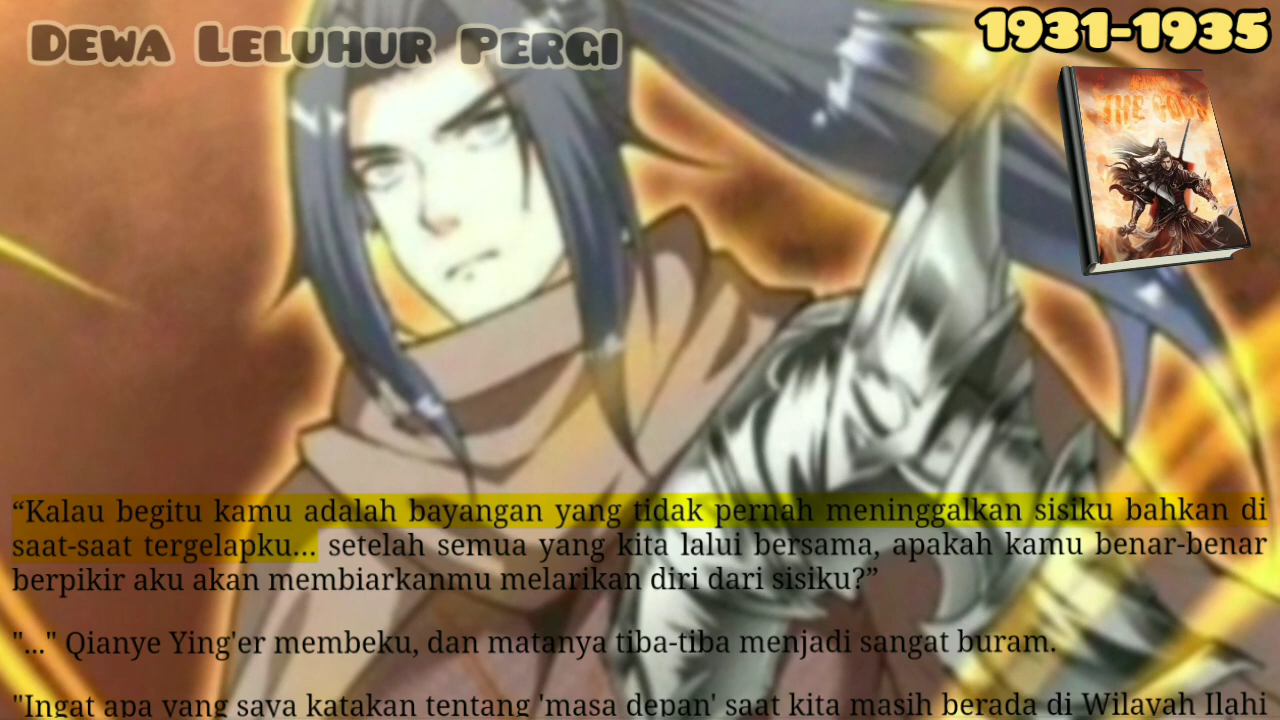 Dewa Leluhur Pergi
1931-1935
THE GODS
“Kalau begitu kamu adalah bayangan yang tidak pernah meninggalkan sisiku bahkan di
saat-saat tergelapku... setelah semua yang kita lalui bersama, apakah kamu benar-benar
berpikir aku akan membiarkanmu melarikan diri dari sisiku?”
"..." Qianye Ying'er membeku, dan matanya tiba-tiba menjadi sangat buram.
"Ingat apa yang saya katakan tentang 'masa depan' saat kita masih berada di Wilayah Ilahi